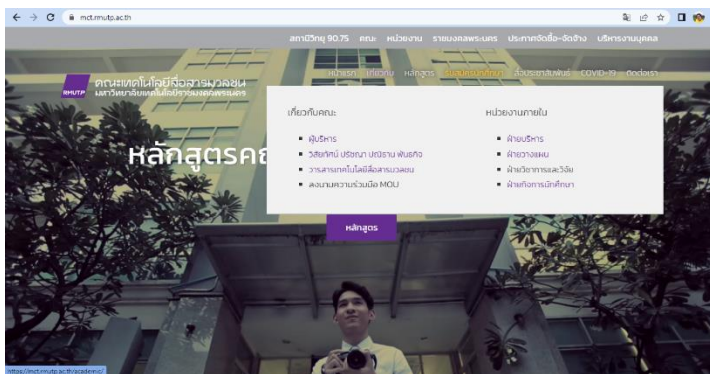 mct.rmutp.ac.th
สถานีวิทยุ 90.75 คณะ หน่วยงาน ราชมงคลพระนคร ประกาศจัดซื้อ-จัดจ้าง บริหารงานบุคคล
หน้าแรก เกี่ยวกับ หลักสูตร รับสมัครนักศึกษา สื่อประชาสัมพันธ์ COVID-19 ติดต่อเรา
คณะเทคโนโลยีสื่อสารมวลชน
RMUTP มหาวิทยาลัยเทคโนโลยีราชมงคลพระนคร
เกี่ยวกับคณะ หน่วยงานภายใน
ผู้บริหาร ฝ่ายบริหาร
วิสัยทัศน์ ปรัชญา ปณิธาน พันธกิจ ฝ่ายวางแผน
วารสารเทคโนโลยีสื่อสารมวลชน ฝ่ายวิชาการและวิจัย
ลงนามความร่วมมือ MOU ฝ่ายกิจการนักศึกษา
หลักสูตรคณ
หลักสูตร
https://mct.rmutp.ac.th/academic/